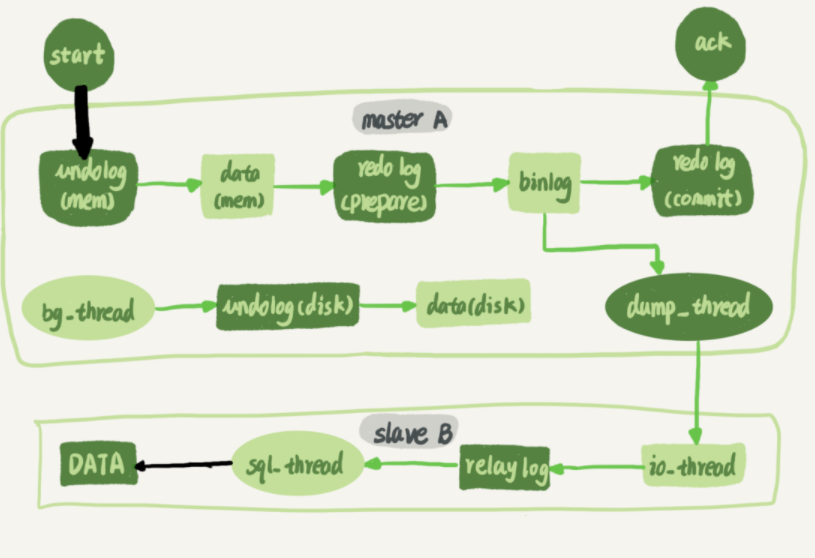 start
ack
master A
undolog
(mem)
data
(mem)
redo log
(prepare)
binlog
redo log
(commit)
bg_thread
undolog(disk)
data(disk)
dump_thread
slave B
DATA
sql_thread
relay log
io_thread